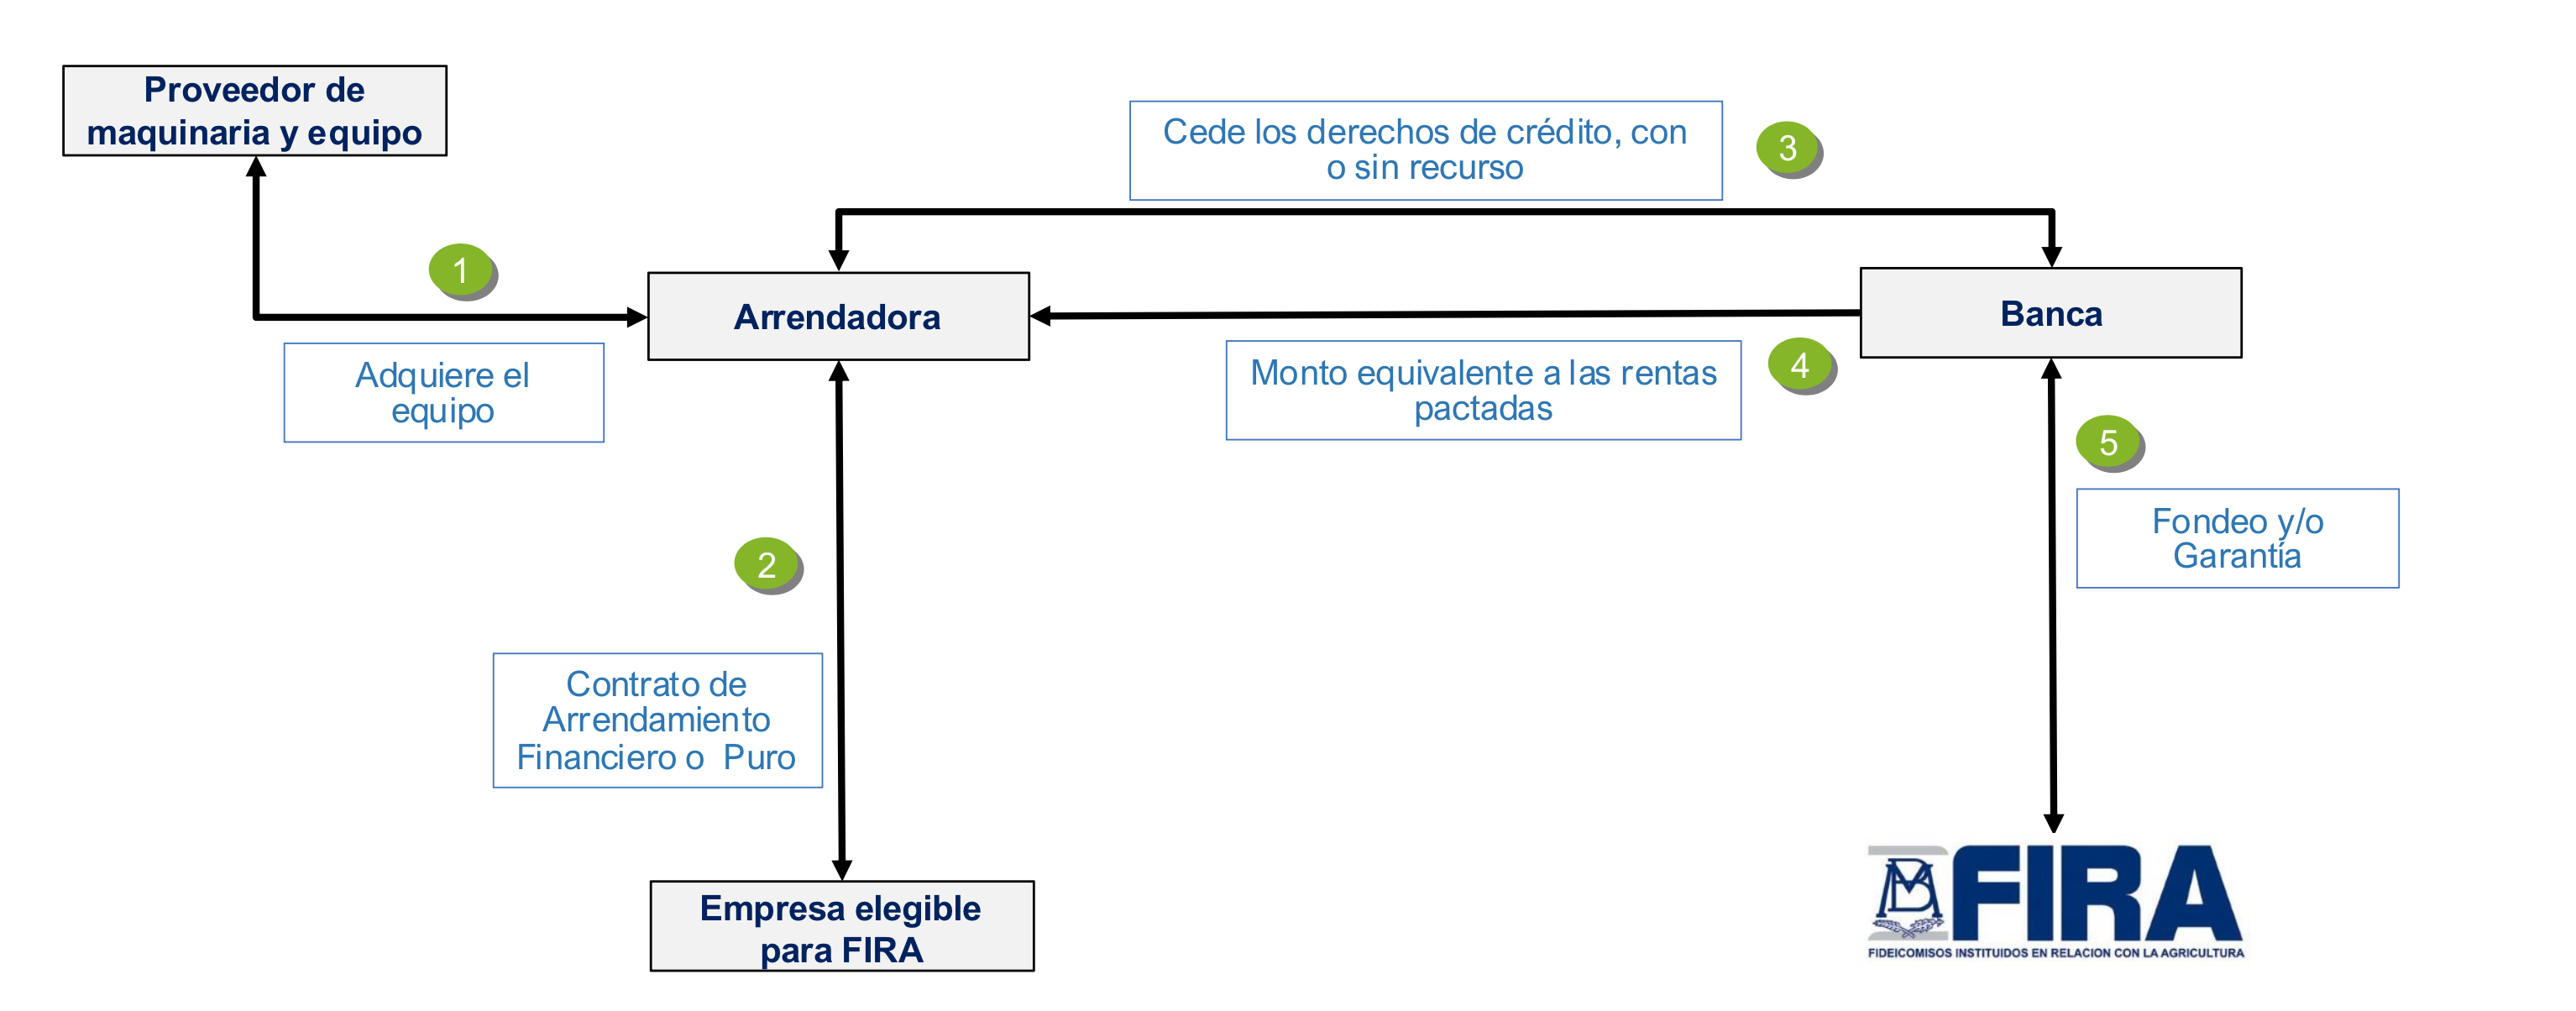 Proveedor de
maquinaria y equipo
Cede los derechos de crédito, con
o sin recurso
3
1
Arrendadora
Banca
Adquiere el
equipo
Monto equivalente a las rentas
pactadas
4
5
Fondeo y/o
Garantía
2
Contrato de
Arrendamiento
Financiero o  Puro
Empresa elegible
para FIRA
FIRA
FIDEICOMISOS INSTITUIDOS EN RELACION CON LA AGRICULTURA